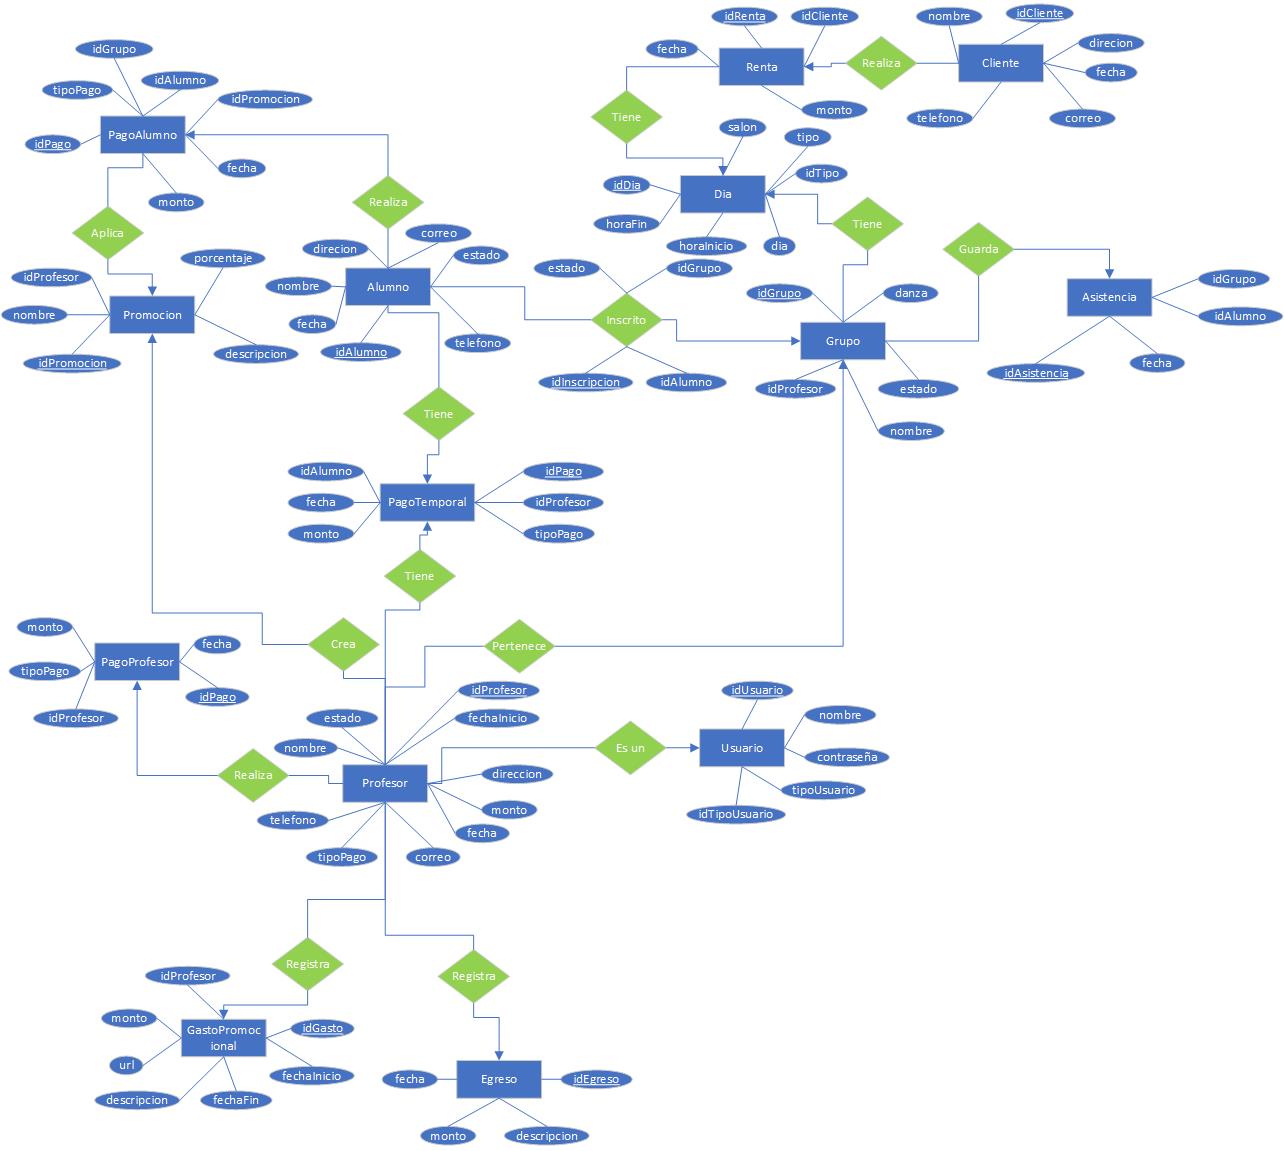 idRenta
idCliente
nombre
idCliente
fecha
Renta
Realiza
Cliente
direcion
fecha
monto
telefono
correo
idGrupo
idAlumno
tipoPago
idPromocion
PagoAlumno
idPago
fecha
monto
Tiene
salon
tipo
idTipo
idDia
Dia
horaFin
horaInicio
dia
Tiene
Realiza
Aplica
direcion
correo
estado
nombre
Alumno
fecha
idAlumno
telefono
porcentaje
idProfesor
nombre
Promocion
idPromocion
descripcion
estado
idGrupo
Inscrito
idInscripcion
idAlumno
idGrupo
danza
Grupo
idProfesor
estado
nombre
Guarda
Asistencia
idGrupo
idAlumno
idAsistencia
fecha
Tiene
idAlumno
idPago
fecha
PagoTemporal
idProfesor
monto
tipoPago
Tiene
Crea
Pertenece
monto
fecha
PagoProfesor
tipoPago
idPago
idProfesor
idProfesor
estado
fechaInicio
nombre
Realiza
Profesor
direccion
monto
telefono
fecha
tipoPago
correo
Es un
idUsuario
nombre
Usuario
contraseña
tipoUsuario
idTipoUsuario
Registra
Registra
idProfesor
monto
GastoPromoc
ional
idGasto
url
fechaInicio
descripcion
fechaFin
fecha
Egreso
idEgreso
monto
descripcion